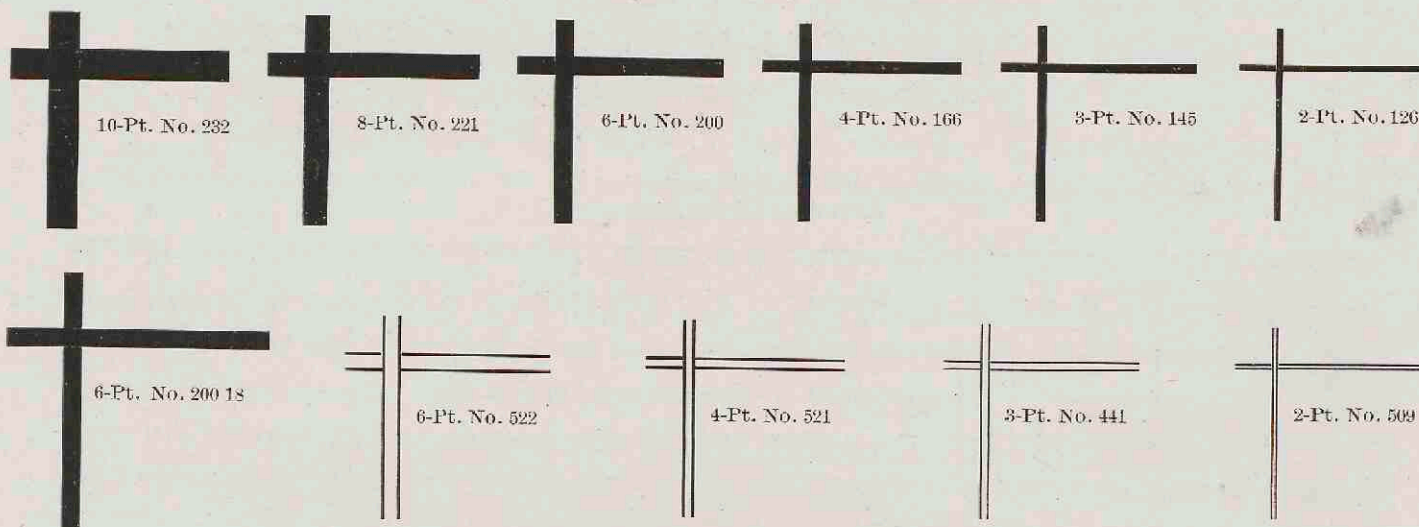 10-Pt. No. 232
8-Pt. No. 221
6-Pt. No. 200
4-Pt. No. 166
3-Pt. No. 145
2-Pt. No. 126
6-Pt. No. 200 18
6-Pt. No. 522
4-Pt. No. 521
3-Pt. No. 441
2-Pt. No. 509